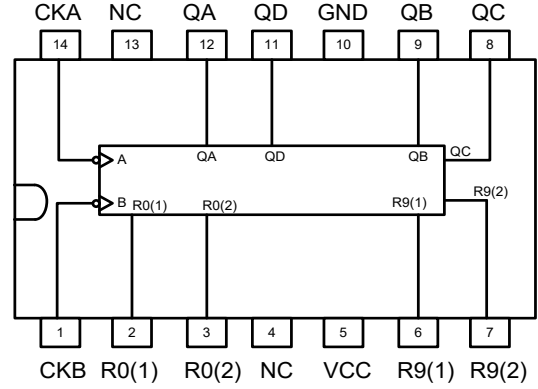 CKA NC QA QD GND QB QC
14 13 12 11 10 9 8
A QA QD QB QC
B R0(1) R0(2) R9(1) R9(2)
1 2 3 4 5 6 7
CKB R0(1) R0(2) NC VCC R9(1) R9(2)